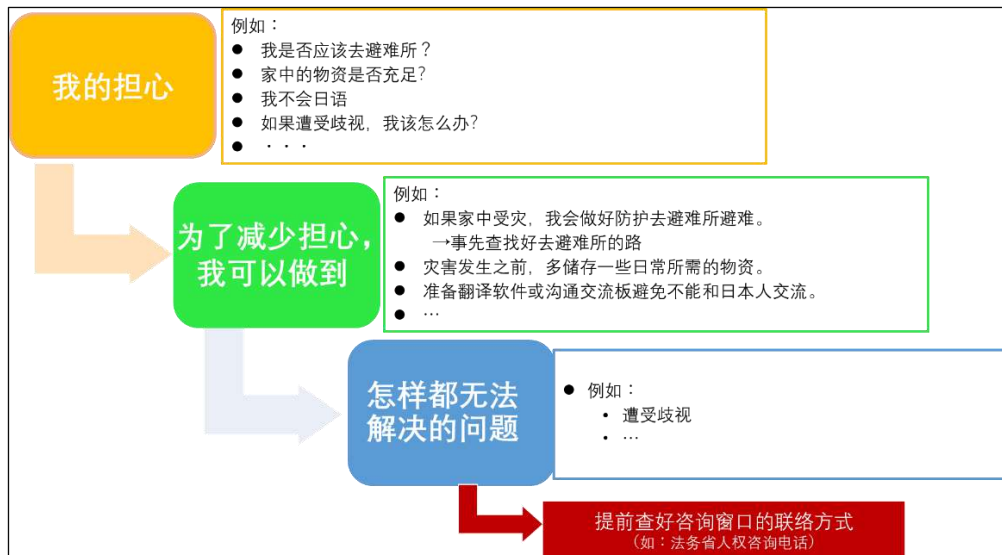 我的担心
例如：
● 我是否应该去避难所？
● 家中的物资是否充足?
● 我不会日语
● 如果遭受歧视，我该怎么办?
● ・・・
为了减少担心，
我可以做到
例如：
● 如果家中受灾，我会做好防护去避难所避难。
→事先查找好去避难所的路
● 灾害发生之前，多储存一些日常所需的物资。
● 准备翻译软件或沟通交流板避免不能和日本人交流。
● …
怎样都无法
解决的问题
● 例如：
• 遭受歧视
• …
提前查好咨询窗口的联络方式
（如：法务省人权咨询电话）